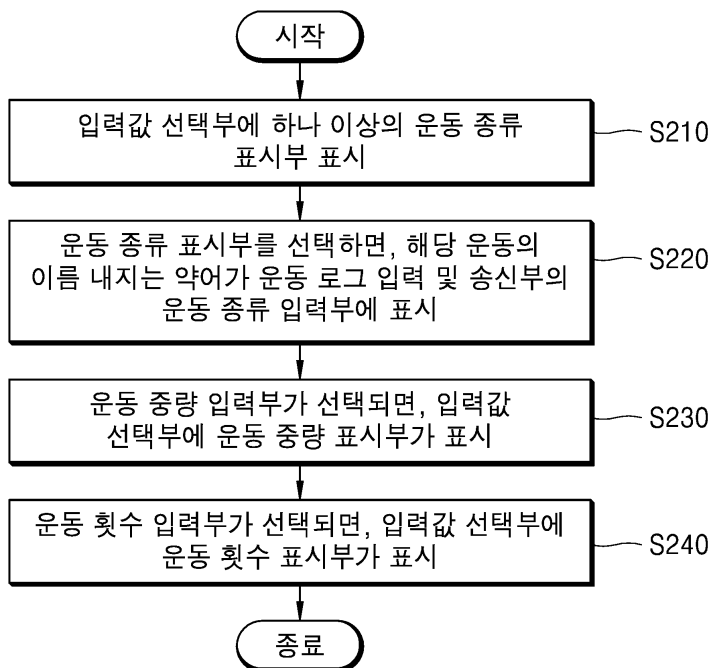 시작
입력값 선택부에 하나 이상의 운동 종류
표시부 표시
S210
운동 종류 표시부를 선택하면, 해당 운동의
이름 내지는 약어가 운동 로그 입력 및 송신부의
운동 종류 입력부에 표시
S220
운동 중량 입력부가 선택되면, 입력값
선택부에 운동 중량 표시부가 표시
S230
운동 횟수 입력부가 선택되면, 입력값 선택부에
운동 횟수 표시부가 표시
S240
종료